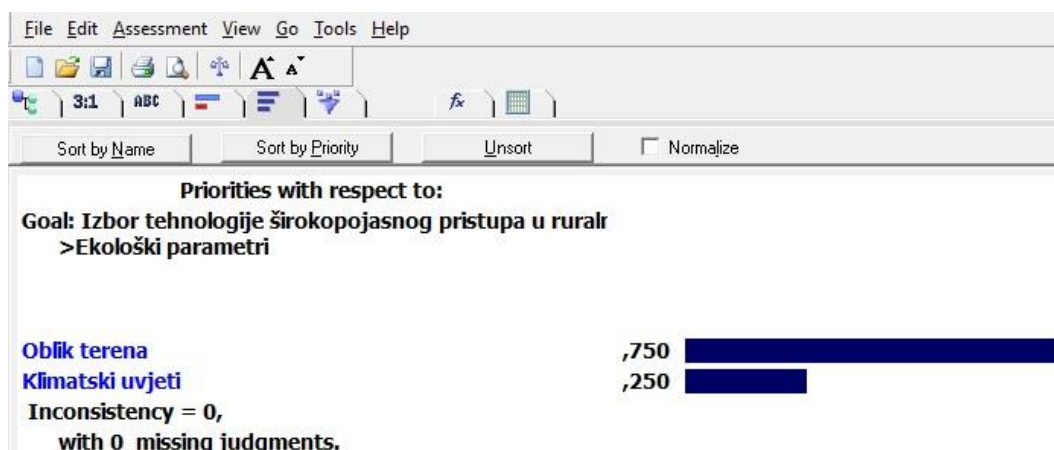 File Edit Assessment View Go Tools Help
A A
3:1 ABC fx
Sort by Name Sort by Priority Unsort Normalize
Priorities with respect to:
Goal: Izbor tehnologije širokopojasnog pristupa u ruralr
>Ekološki parametri
Oblik terena ,750
Klimatski uvjeti ,250
Inconsistency = 0,
with 0 missing judgments.